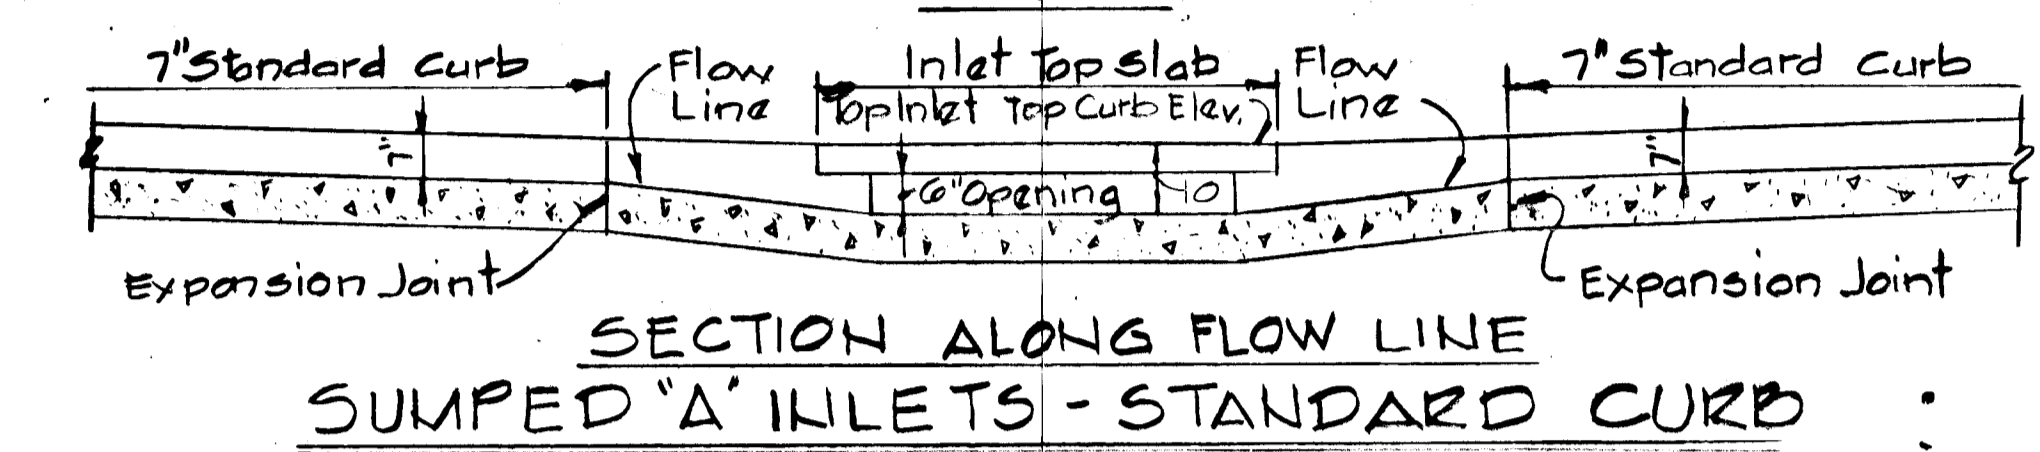 7" Standard Curb
Flow
Line
Inlet Top Slab
Top Inlet Top Curb Elev.
Flow
Line
7" Standard Curb
7"
6" Opening
10
7"
Expansion Joint
Expansion Joint
SECTION ALONG FLOW LINE
SUMPED "A" INLETS - STANDARD CURB